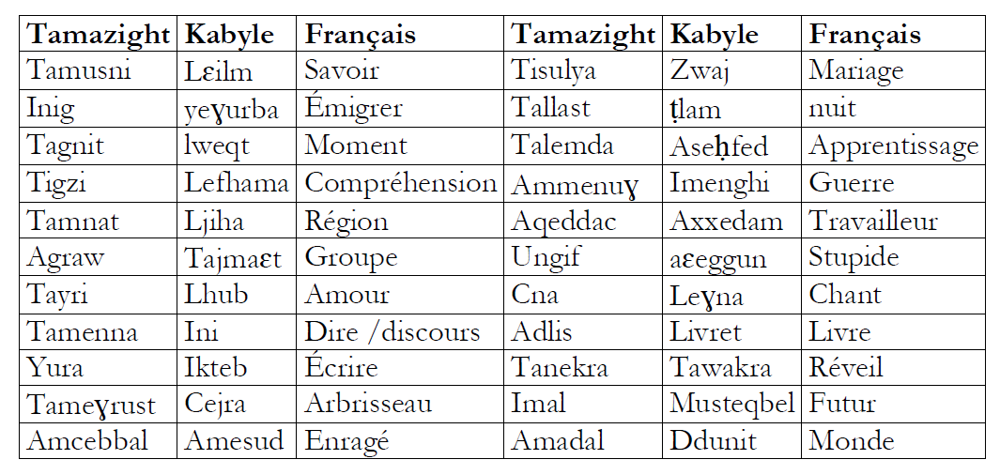 Tamazight Kabyle Français Tamazight Kabyle Français
Tamusni Lɛilm Savoir Tisulya Zwaj Mariage
Inig yeɣurba Émigrer Tallast ṭlam nuit
Tagnit lweqt Moment Talemda Aseḥfed Apprentissage
Tigzi Lefhama Compréhension Ammenuɣ Imenghi Guerre
Tamnat Ljiha Région Aqeddac Axxedam Travailleur
Agraw Tajmaɛt Groupe Ungif aɛeggun Stupide
Tayri Lhub Amour Cna Leɣna Chant
Tamenna Ini Dire /discours Adlis Livret Livre
Yura Ikteb Écrire Tanekra Tawakra Réveil
Tameɣrust Cejra Arbrisseau Imal Musteqbel Futur
Amcebbal Amesud Enragé Amadal Ddunit Monde